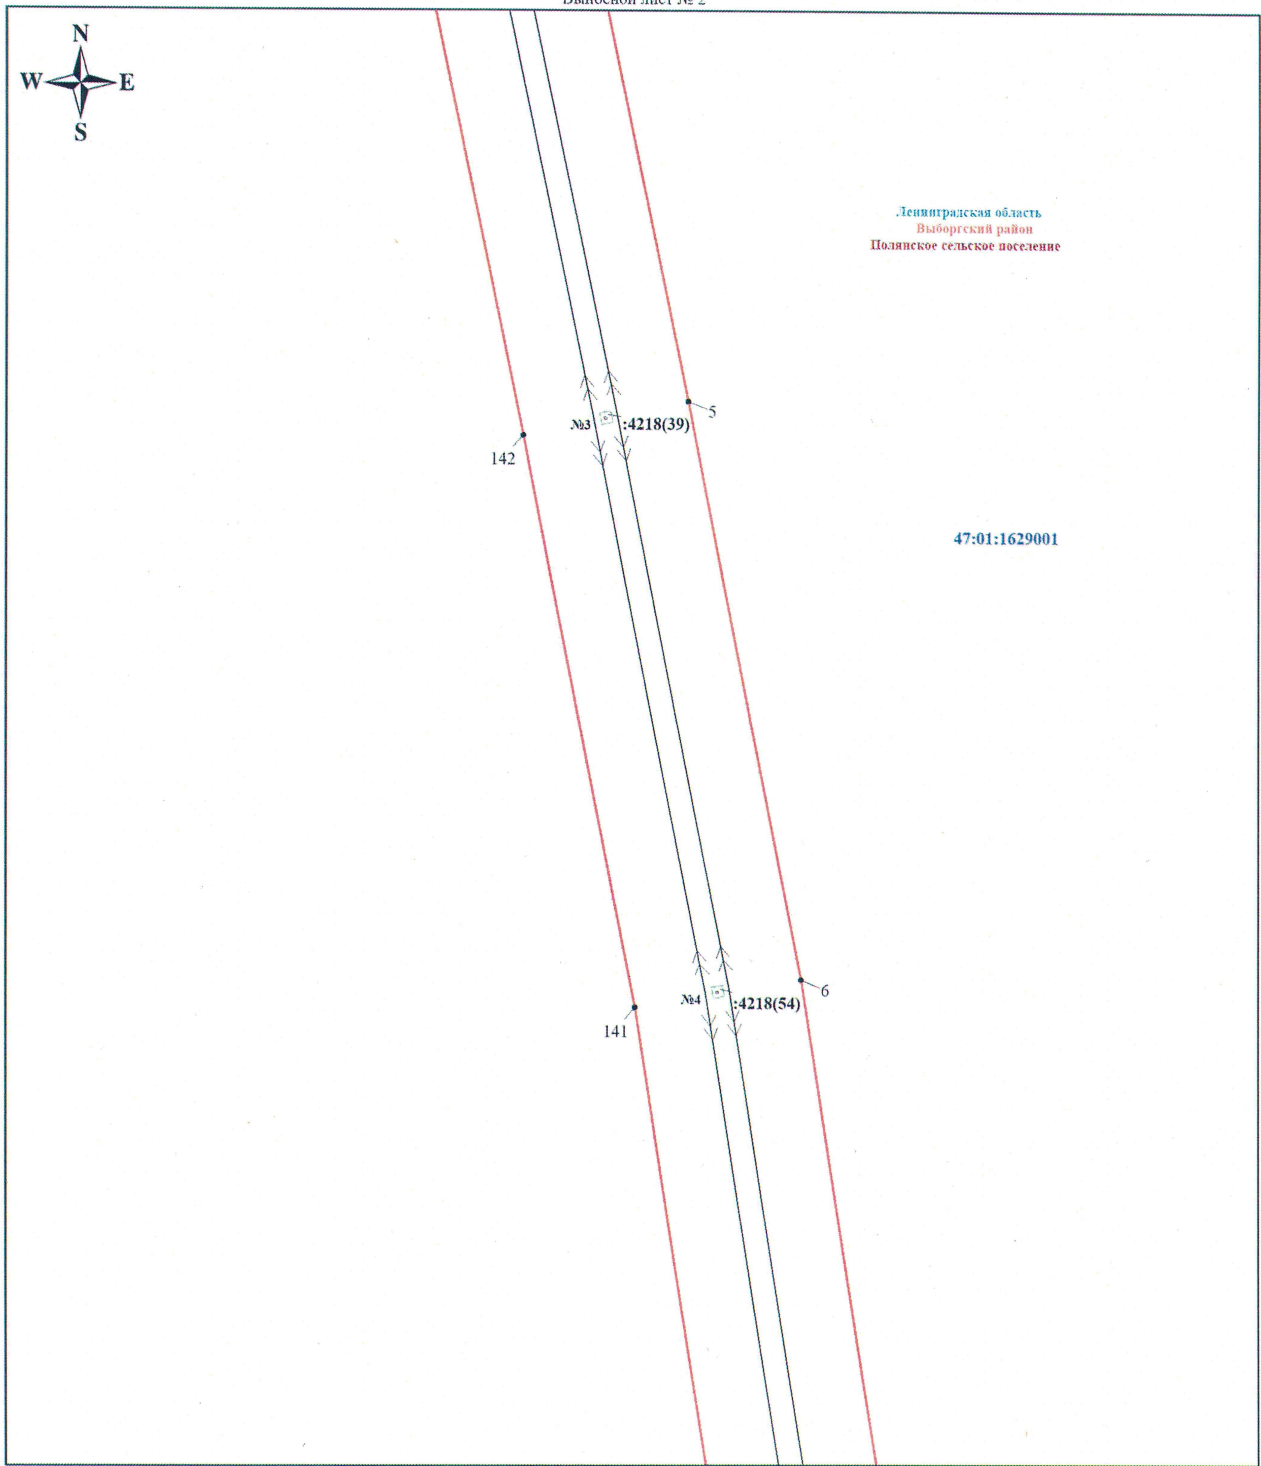 Выносной лист № 2
N
W E
S
Ленинградская область
Выборгский район
Полянское сельское поселение
5
№3 :4218(39)
142
47:01:1629001
6
№4 :4218(54)
141